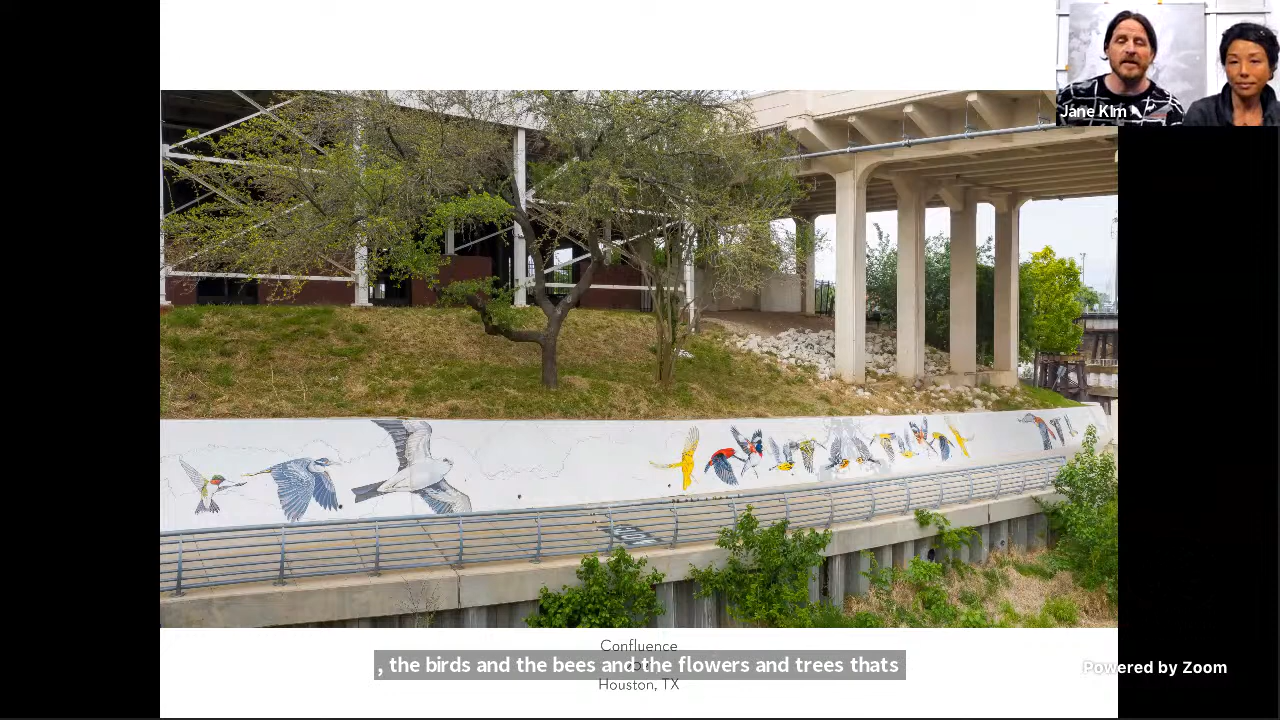 Jane KIm
Confluence
, the birds and the bees and the flowers and trees thats
Houston, TX
Powered by Zoom